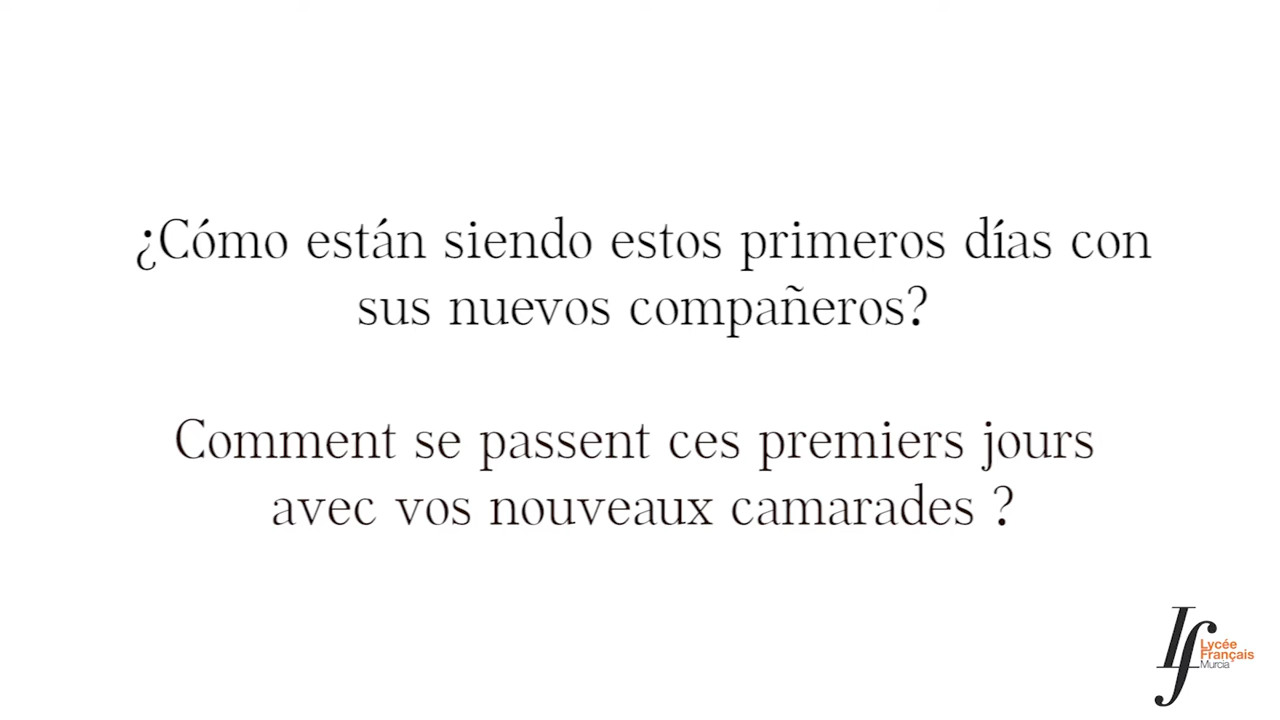 ¿Cómo están siendo estos primeros días con
sus nuevos compañeros?
Comment se passent ces premiers jours
avec vos nouveaux camarades ?
lf
Lycée
Français
Murcia